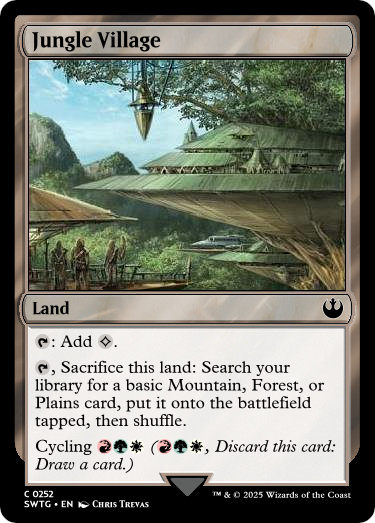 Jungle Village
Land
: Add .
, Sacrifice this land: Search your
library for a basic Mountain, Forest, or
Plains card, put it onto the battlefield
tapped, then shuffle.
Cycling (, Discard this card:
Draw a card.)
C 0252
SWTG • EN Chris Trevas
™ & © 2025 Wizards of the Coast